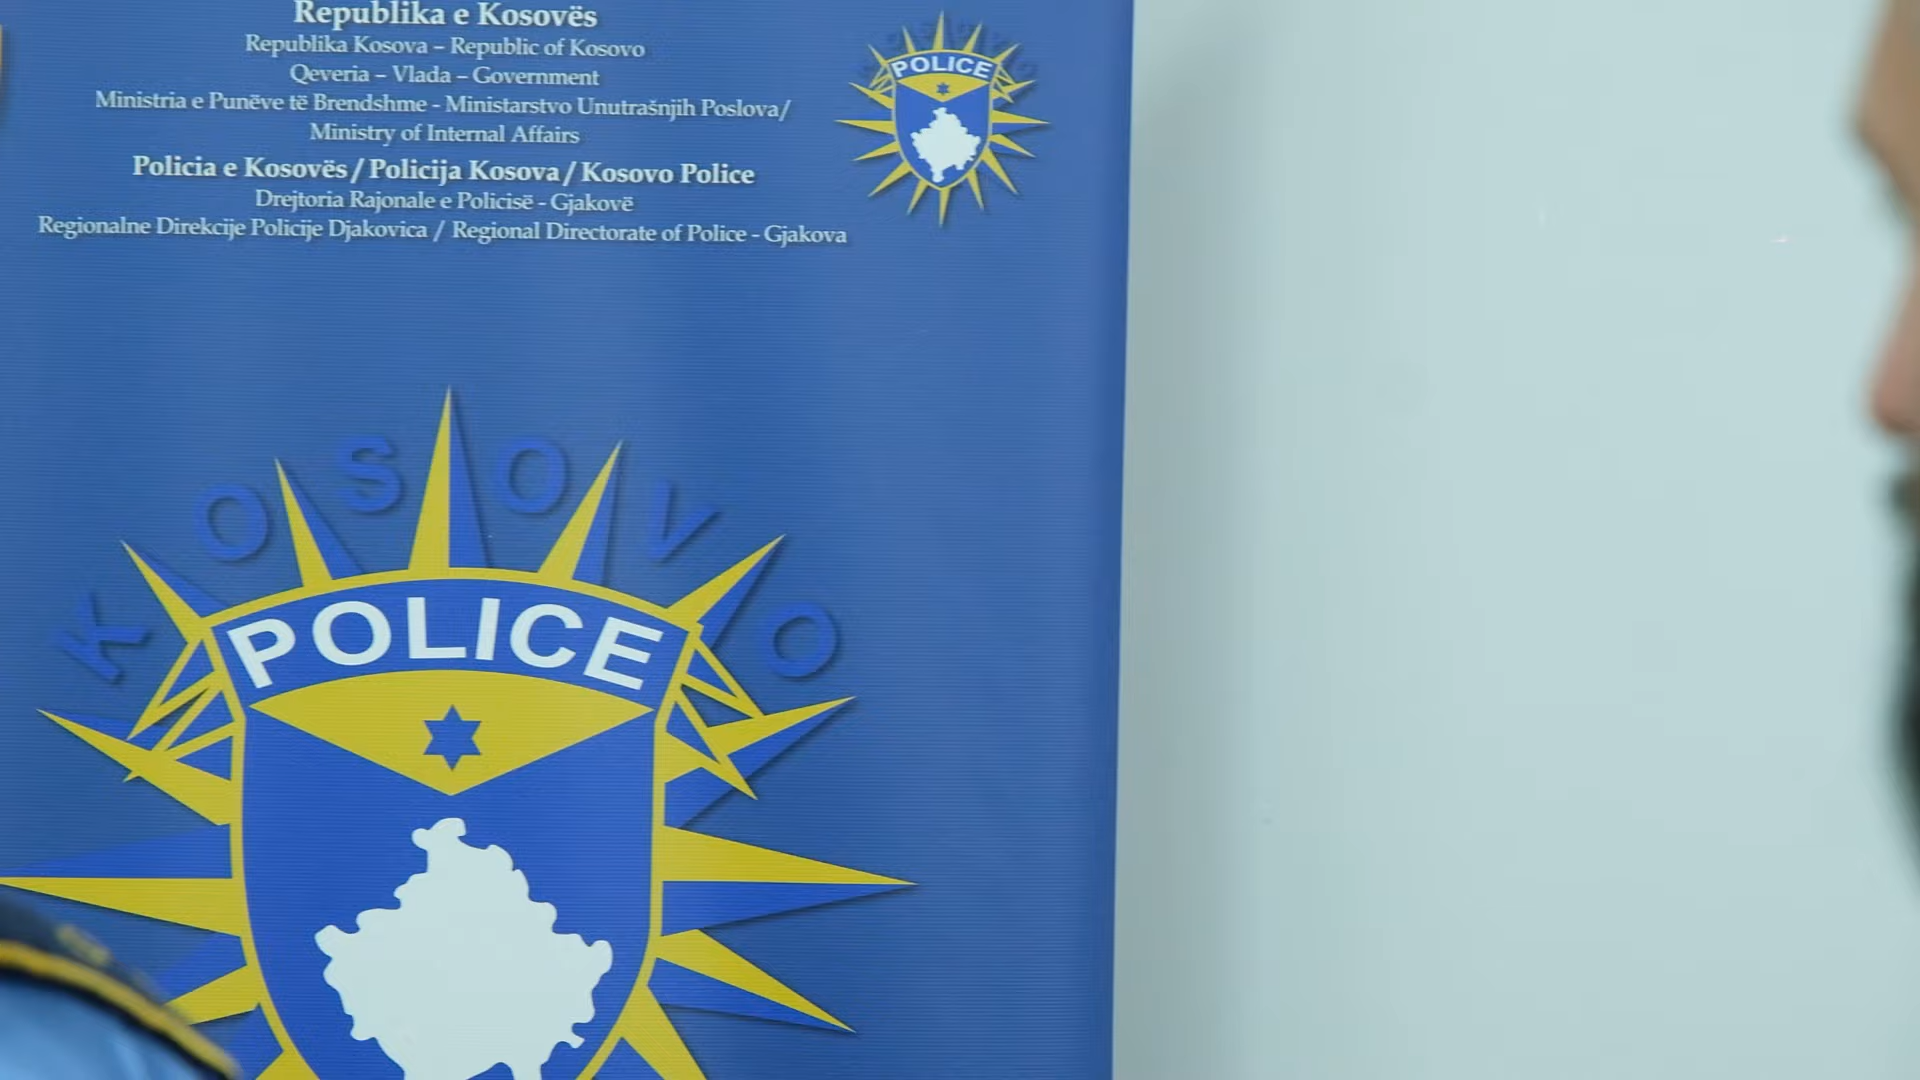 Republika e Kosovës
Republika Kosova – Republic of Kosovo
Qeveria – Vlada – Government
Ministria e Punëve të Brendshme - Ministarstvo Unutrašnjih Poslova/
Ministry of Internal Affairs
Policia e Kosovës / Policija Kosova / Kosovo Police
Drejtoria Rajonale e Policisë - Gjakovë
Regionalne Direkcije Policije Djakovica / Regional Directorate of Police - Gjakova
KOSOVO
POLICE
KOSOVO
POLICE